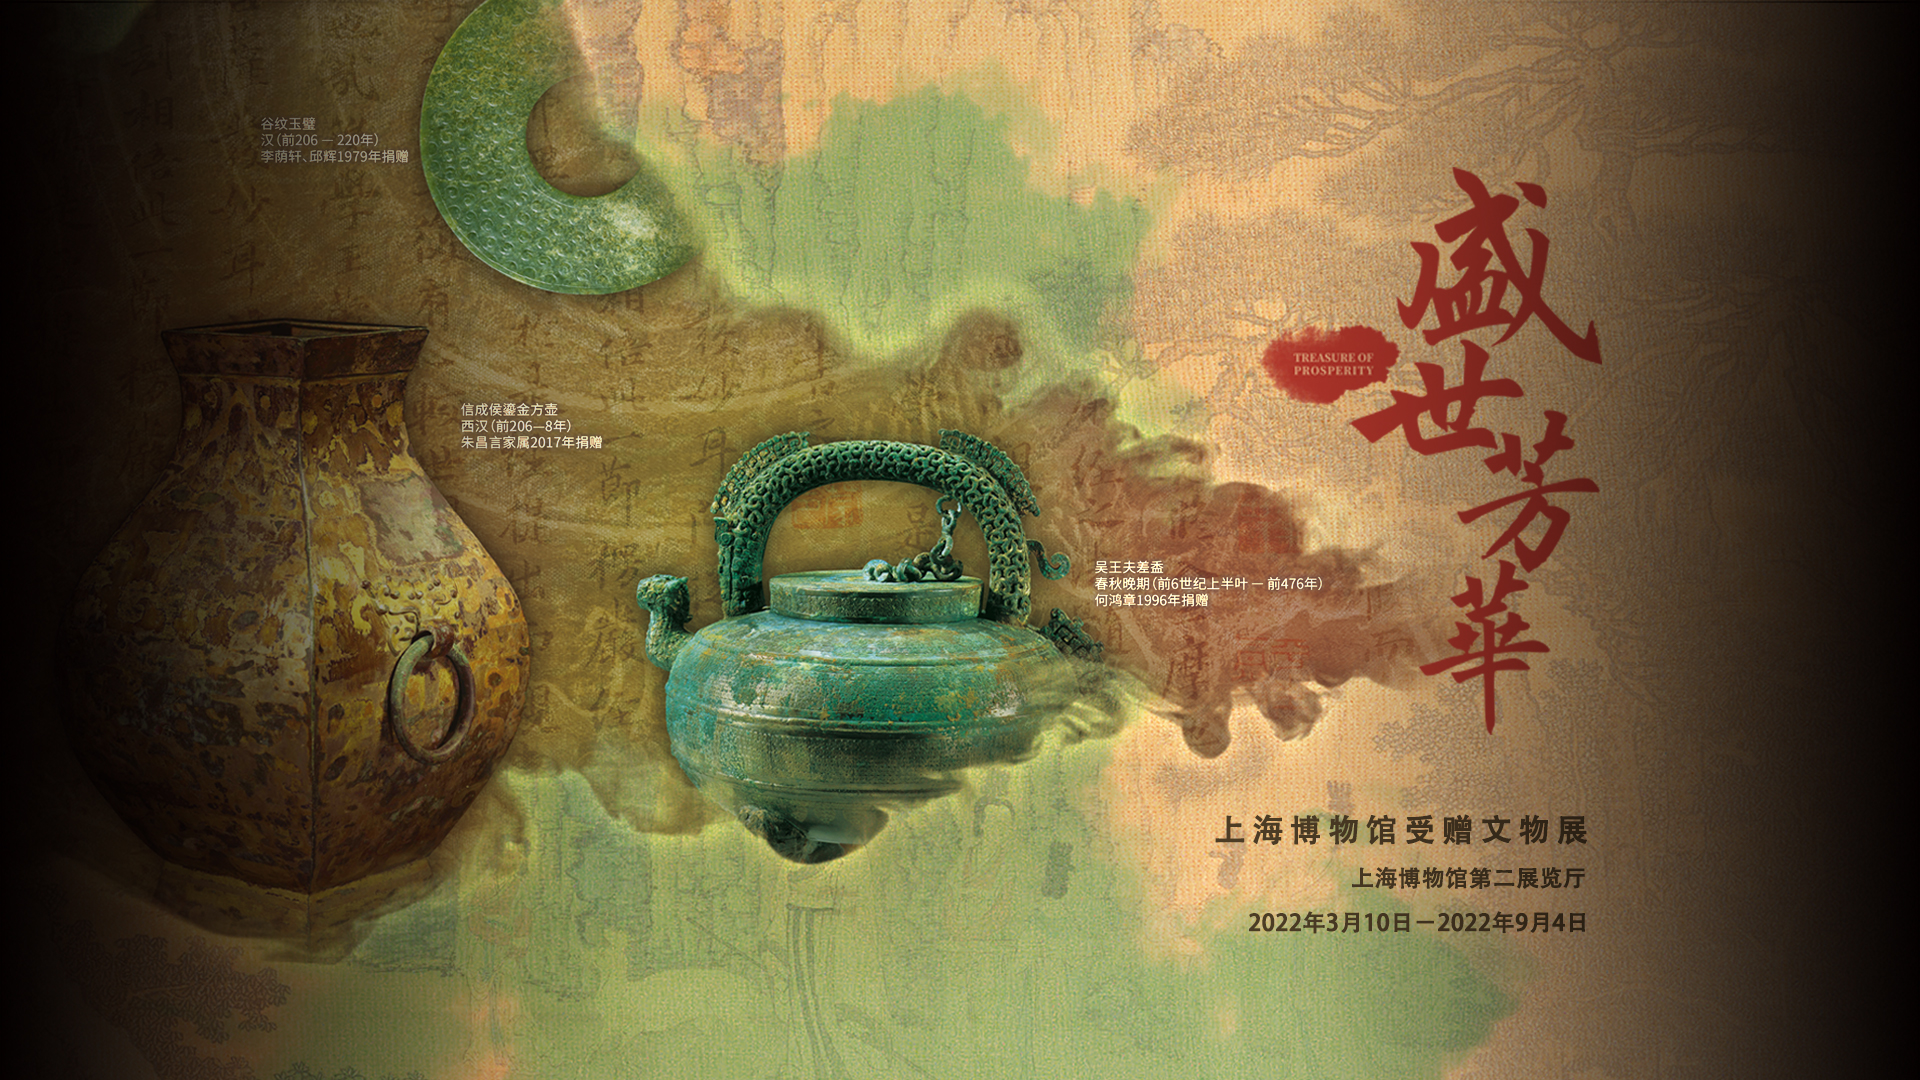 谷纹玉璧
汉(前206 — 220年)
李荫轩、邱辉1979年捐赠
信成侯鎏金方壶
西汉(前206—8年)
朱昌言家属2017年捐赠
吴王夫差盉
春秋晚期(前6世纪上半叶 — 前476年)
何鸿章1996年捐赠
盛世芳華
TREASURE OF
PROSPERITY
上海博物馆受赠文物展
上海博物馆第二展览厅
2022年3月10日—2022年9月4日